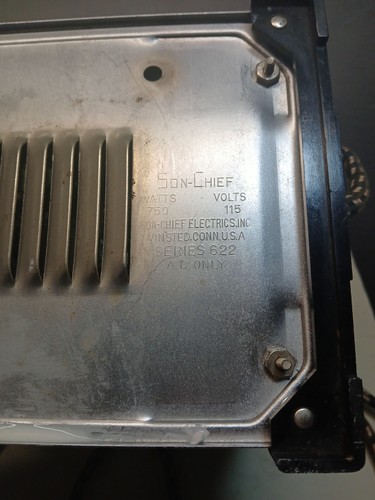 SON-CHIEF
WATTS VOLTS
750 115
SON-CHIEF ELECTRICS,INC
WINSTED,CONN.U.S.A
SERIES 622
A.C. ONLY